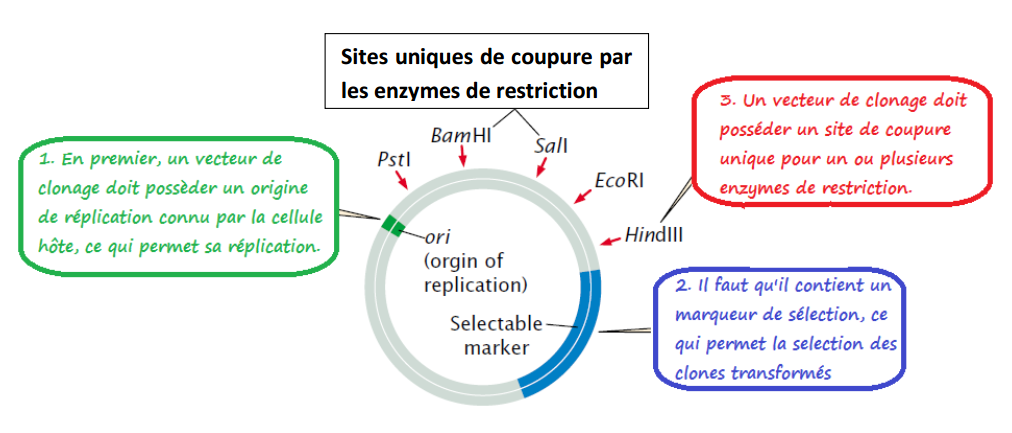 Sites uniques de coupure par
les enzymes de restriction
1. En premier, un vecteur de
clonage doit possèder un origine
de réplication connu par la cellule
hôte, ce qui permet sa réplication.
PstI
BamHI
SalI
EcoRI
HindIII
3. Un vecteur de clonage doit
posséder un site de coupure
unique pour un ou plusieurs
enzymes de restriction.
ori
(orgin of
replication)
Selectable
marker
2. Il faut qu'il contient un
marqueur de sélection, ce
qui permet la selection des
clones transformés